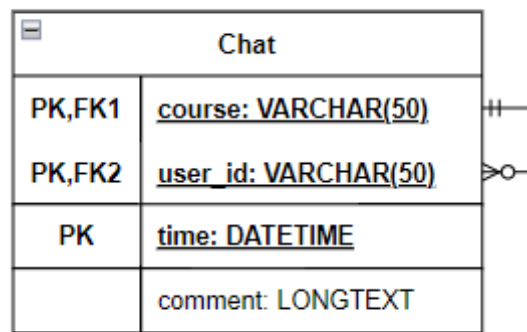 Chat
PK,FK1 course: VARCHAR(50)
PK,FK2 user_id: VARCHAR(50)
PK time: DATETIME
comment: LONGTEXT